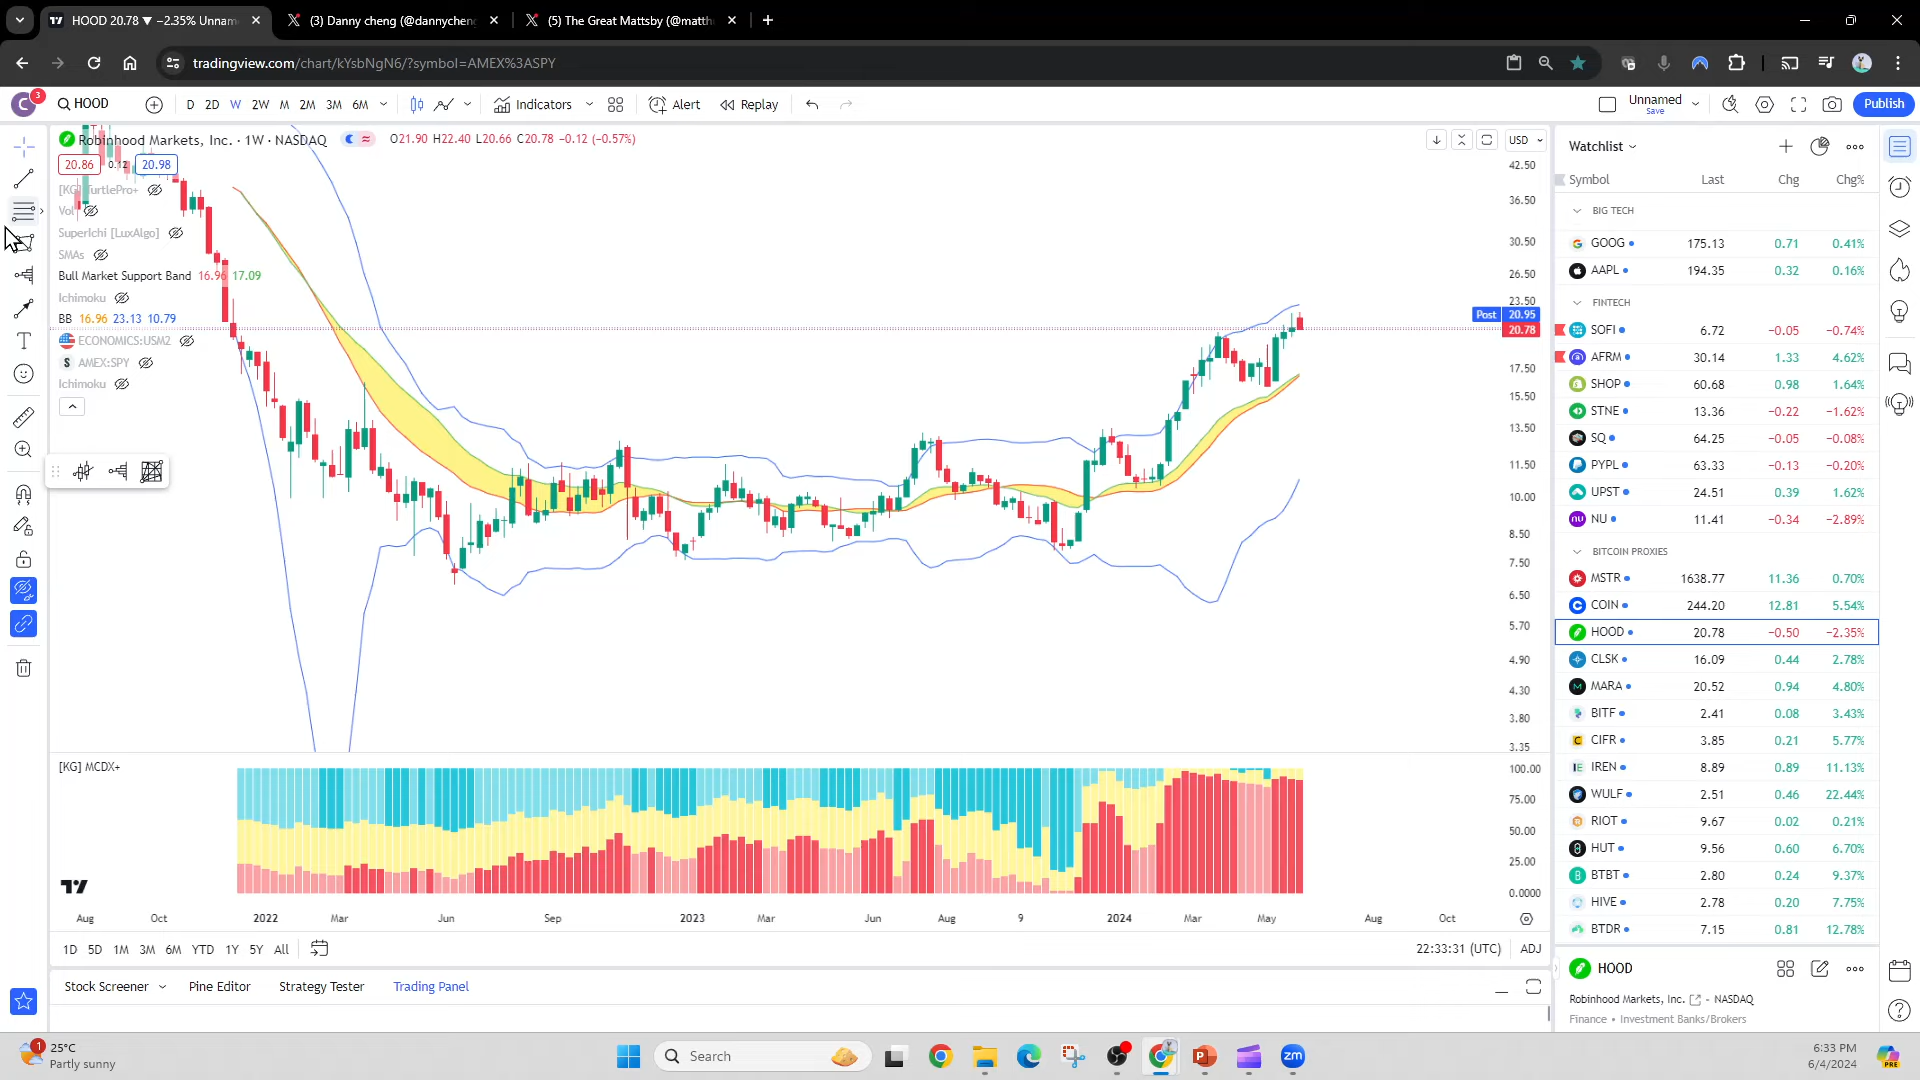 HOOD 20.78 ▼ −2.35% Unnam
(3) Danny cheng (@dannychen
(5) The Great Mattsby (@matth
tradingview.com/chart/kYsbNgN6/?symbol=AMEX%3ASPY
C 3
HOOD
D 2D W 2W M 2M 3M 6M
Indicators
Alert
Replay
Unnamed
Save
Publish
Robinhood Markets, Inc. · 1W · NASDAQ
O21.90 H22.40 L20.66 C20.78 −0.12 (−0.57%)
USD
20.86 0.12 20.98
[KG] TurtlePro+
Vol
SuperIchi [LuxAlgo]
SMAs
Bull Market Support Band 16.96 17.09
Ichimoku
BB 16.96 23.13 10.79
ECONOMICS:USM2
AMEX:SPY
Ichimoku
42.50
36.50
30.50
26.50
23.50
Post 20.95
20.78
17.50
15.50
13.50
11.50
10.00
8.50
7.50
6.50
5.70
4.90
4.30
3.80
3.35
[KG] MCDX+
100.00
75.00
50.00
25.00
0.0000
Aug Oct 2022 Mar Jun Sep 2023 Mar Jun Aug 9 2024 Mar May Aug Oct
1D 5D 1M 3M 6M YTD 1Y 5Y All
22:33:31 (UTC) ADJ
Stock Screener Pine Editor Strategy Tester Trading Panel
Watchlist
Symbol Last Chg Chg%
BIG TECH
GOOG 175.13 0.71 0.41%
AAPL 194.35 0.32 0.16%
FINTECH
SOFI 6.72 −0.05 −0.74%
AFRM 30.14 1.33 4.62%
SHOP 60.68 0.98 1.64%
STNE 13.36 −0.22 −1.62%
SQ 64.25 −0.05 −0.08%
PYPL 63.33 −0.13 −0.20%
UPST 24.51 0.39 1.62%
NU 11.41 −0.34 −2.89%
BITCOIN PROXIES
MSTR 1638.77 11.36 0.70%
COIN 244.20 12.81 5.54%
HOOD 20.78 −0.50 −2.35%
CLSK 16.09 0.44 2.78%
MARA 20.52 0.94 4.80%
BITF 2.41 0.08 3.43%
CIFR 3.85 0.21 5.77%
IREN 8.89 0.89 11.13%
WULF 2.51 0.46 22.44%
RIOT 9.67 0.02 0.21%
HUT 9.56 0.60 6.70%
BTBT 2.80 0.24 9.37%
HIVE 2.78 0.20 7.75%
BTDR 7.15 0.81 12.78%
HOOD
Robinhood Markets, Inc. - NASDAQ
Finance • Investment Banks/Brokers
1
25°C
Partly sunny
Search
zm
6:33 PM
6/4/2024
PRE